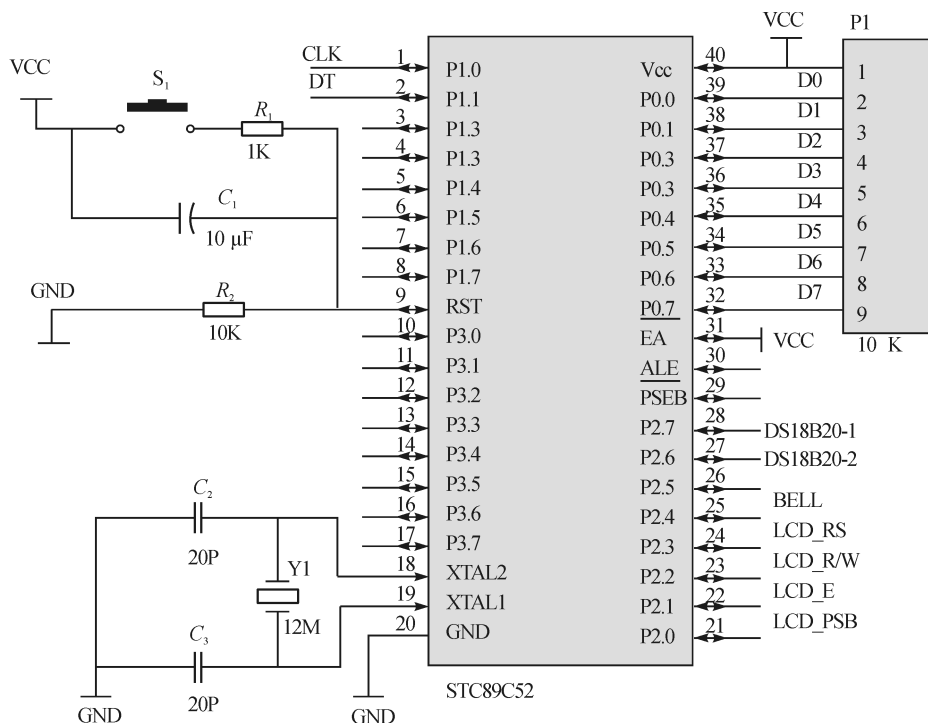 VCC
S1
R1
1K
C1
10 μF
GND
R2
10K
C2
20P
Y1
12M
C3
20P
GND
GND
CLK
DT
1 P1.0
2 P1.1
3 P1.3
4 P1.3
5 P1.4
6 P1.5
7 P1.6
8 P1.7
9 RST
10 P3.0
11 P3.1
12 P3.2
13 P3.3
14 P3.4
15 P3.5
16 P3.6
17 P3.7
18 XTAL2
19 XTAL1
20 GND
Vcc 40
P0.0 39
P0.1 38
P0.3 37
P0.3 36
P0.4 35
P0.5 34
P0.6 33
P0.7 32
EA 31
ALE 30
PSEB 29
P2.7 28
P2.6 27
P2.5 26
P2.4 25
P2.3 24
P2.2 23
P2.1 22
P2.0 21
STC89C52
VCC
P1
D0
D1
D2
D3
D4
D5
D6
D7
1
2
3
4
5
6
7
8
9
10 K
VCC
DS18B20-1
DS18B20-2
BELL
LCD_RS
LCD_R/W
LCD_E
LCD_PSB